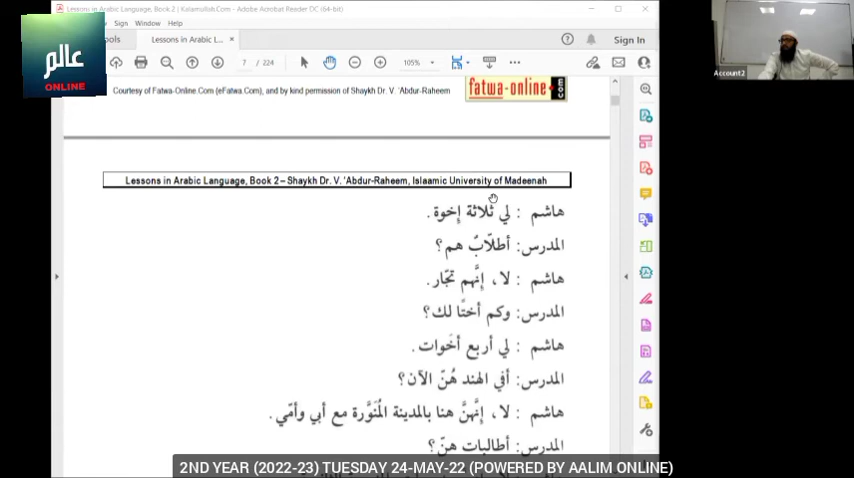 Lessons in Arabic Language, Book 2 | Kalamullah.Com - Adobe Acrobat Reader DC (64-bit)
Sign Window Help
ools
Lessons in Arabic L... ×
Sign In
7 / 224
105%
عالم
ONLINE
Account2
Courtesy of Fatwa-Online.Com (eFatwa.Com), and by kind permission of Shaykh Dr. V. 'Abdur-Raheem
fatwa-online
.com
Lessons in Arabic Language, Book 2 – Shaykh Dr. V. 'Abdur-Raheem, Islaamic University of Madeenah
هاشم : لي ثلاثة إخوة.
المدرس: أطلّابٌ هم؟
هاشم : لا، إنَّهم تجّار.
المدرس: وكم أختًا لك؟
هاشم : لي أربع أخَوات.
المدرس: أفي الهند هُنّ الآن؟
هاشم : لا، إنَّهنَّ هنا بالمدينة المُنَوَّرة مع أبي وأمّي.
المدرس: أطالبات هنّ؟
2ND YEAR (2022-23) TUESDAY 24-MAY-22 (POWERED BY AALIM ONLINE)